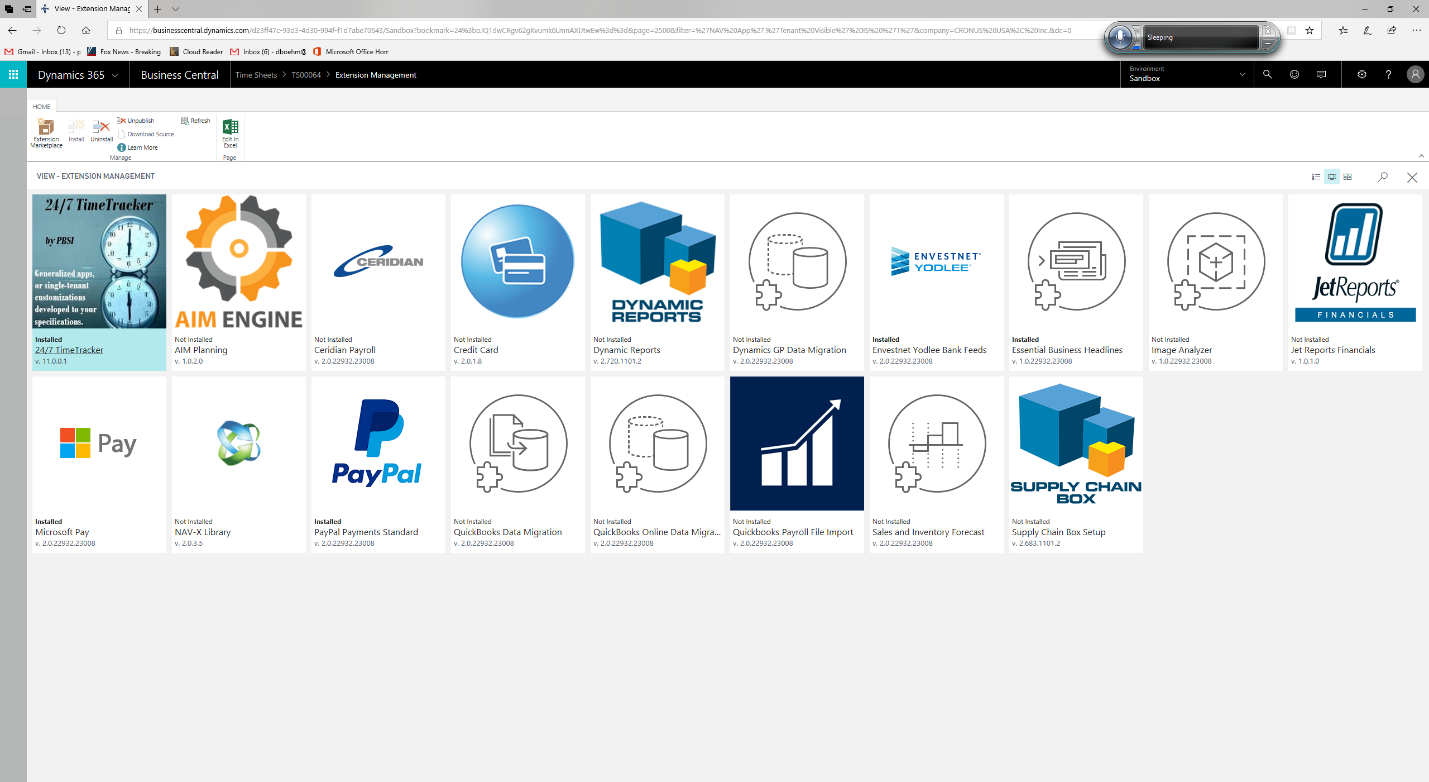 View - Extension Manag
https://businesscentral.dynamics.com/
Sleeping
Gmail - Inbox (13) - p
Fox News - Breaking
Cloud Reader
Inbox (6) - dboehm@
Microsoft Office Hom
Dynamics 365
Business Central
Time Sheets > TS00064 > Extension Management
Environment
Sandbox
HOME
Extension Marketplace
Install
Uninstall
Unpublish
Download Source
Learn More
Refresh
Edit in Excel
Manage
Page
VIEW - EXTENSION MANAGEMENT
24/7 TimeTracker
by PBSI
Generalized apps,
or single-tenant
customizations
developed to your
specifications.
Installed
24/7 TimeTracker
v. 11.0.0.1
AIM ENGINE
Not Installed
AIM Planning
v. 1.0.2.0
CERIDIAN
Not Installed
Ceridian Payroll
v. 2.0.22932.23008
Not Installed
Credit Card
v. 2.0.1.8
DYNAMIC
REPORTS
Not Installed
Dynamic Reports
v. 2.720.1101.2
Not Installed
Dynamics GP Data Migration
v. 2.0.22932.23008
ENVESTNET
YODLEE
Installed
Envestnet Yodlee Bank Feeds
v. 2.0.22932.23008
Installed
Essential Business Headlines
v. 1.0.22932.23008
Not Installed
Image Analyzer
v. 1.0.22932.23008
JetReports
FINANCIALS
Not Installed
Jet Reports Financials
v. 1.0.1.0
Pay
Installed
Microsoft Pay
v. 2.0.22932.23008
Not Installed
NAV-X Library
v. 2.0.3.5
PayPal
Installed
PayPal Payments Standard
v. 2.0.22932.23008
Not Installed
QuickBooks Data Migration
v. 2.0.22932.23008
Not Installed
QuickBooks Online Data Migra...
v. 2.0.22932.23008
Not Installed
Quickbooks Payroll File Import
v. 2.0.22932.23008
Not Installed
Sales and Inventory Forecast
v. 2.0.22932.23008
SUPPLY CHAIN
BOX
Not Installed
Supply Chain Box Setup
v. 2.683.1101.2